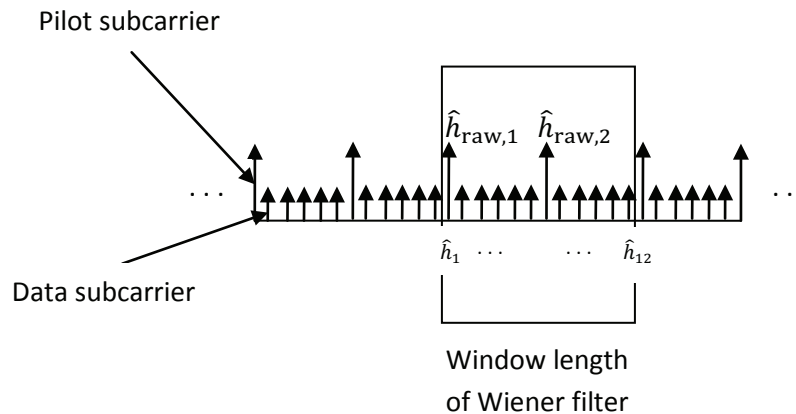 Pilot subcarrier
ĥraw,1 ĥraw,2
· · · · ·
ĥ1 · · · · · · ĥ12
Data subcarrier
Window length
of Wiener filter